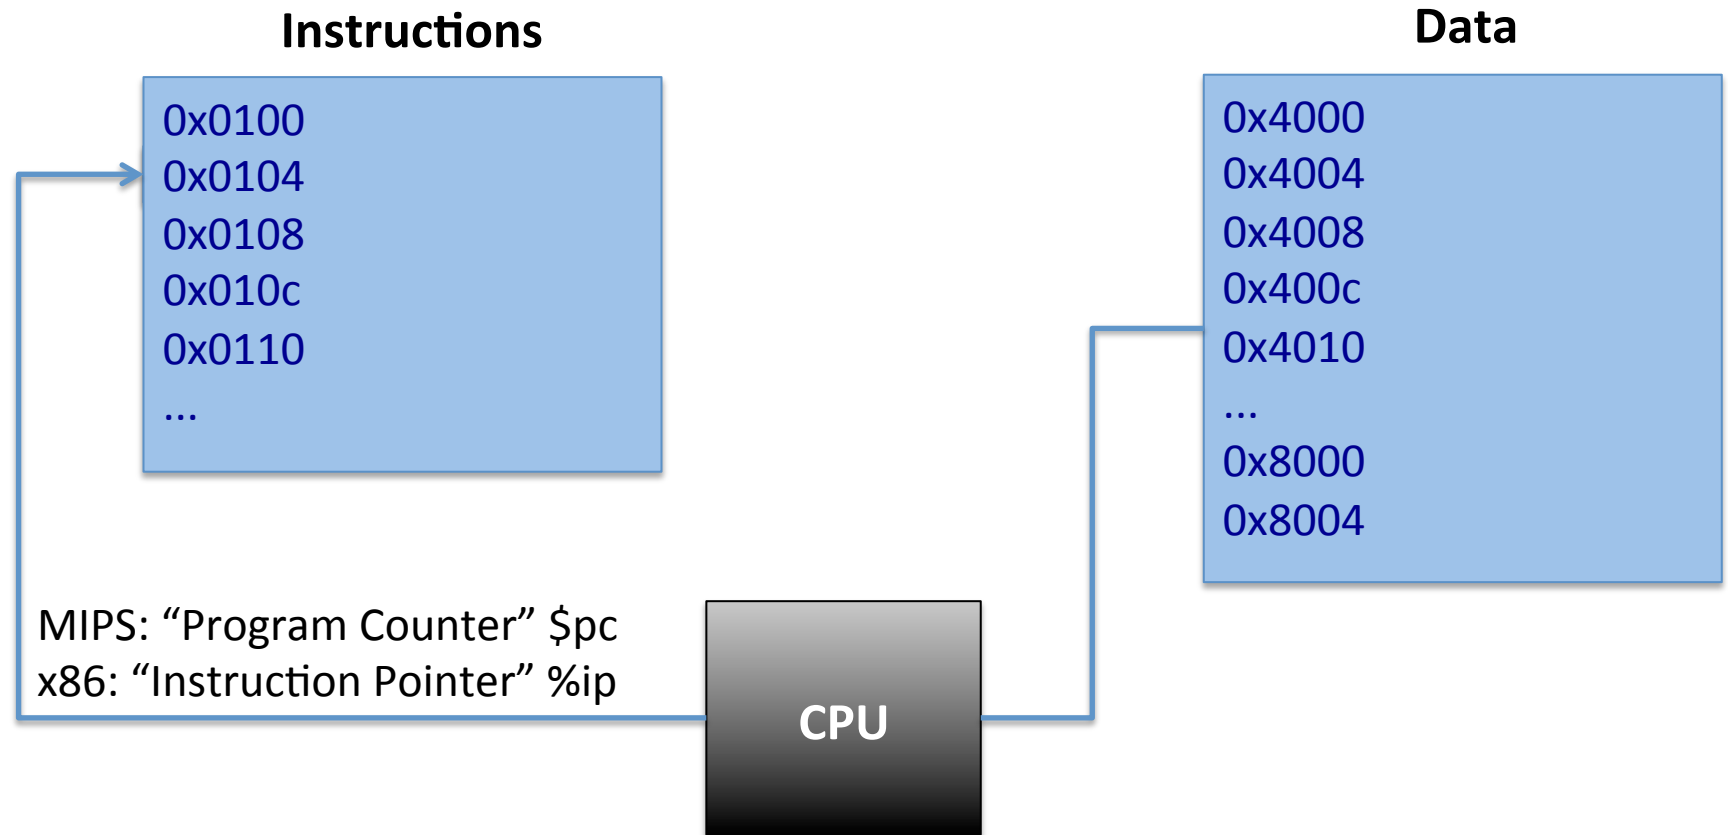 Instructions
0x0100
0x0104
0x0108
0x010c
0x0110
...
Data
0x4000
0x4004
0x4008
0x400c
0x4010
...
0x8000
0x8004
MIPS: “Program Counter” $pc
x86: “Instruction Pointer” %ip
CPU